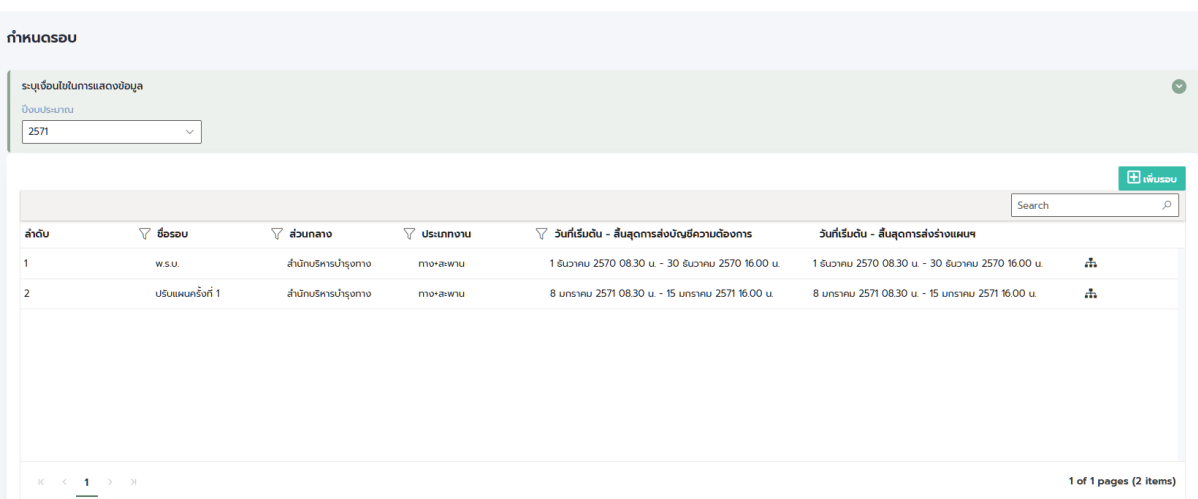 กำหนดรอบ
ระบุเงื่อนไขในการแสดงข้อมูล
ปีงบประมาณ
2571
เพิ่มรอบ
Search
ลำดับ ชื่อรอบ ส่วนกลาง ประเภทงาน วันที่เริ่มต้น - สิ้นสุดการส่งบัญชีความต้องการ วันที่เริ่มต้น - สิ้นสุดการส่งร่างแผนฯ
1 พ.ร.บ. สำนักบริหารบำรุงทาง ทาง+สะพาน 1 ธันวาคม 2570 08.30 น. - 30 ธันวาคม 2570 16.00 น. 1 ธันวาคม 2570 08.30 น. - 30 ธันวาคม 2570 16.00 น.
2 ปรับแผนครั้งที่ 1 สำนักบริหารบำรุงทาง ทาง+สะพาน 8 มกราคม 2571 08.30 น. - 15 มกราคม 2571 16.00 น. 8 มกราคม 2571 08.30 น. - 15 มกราคม 2571 16.00 น.
1 1 of 1 pages (2 items)